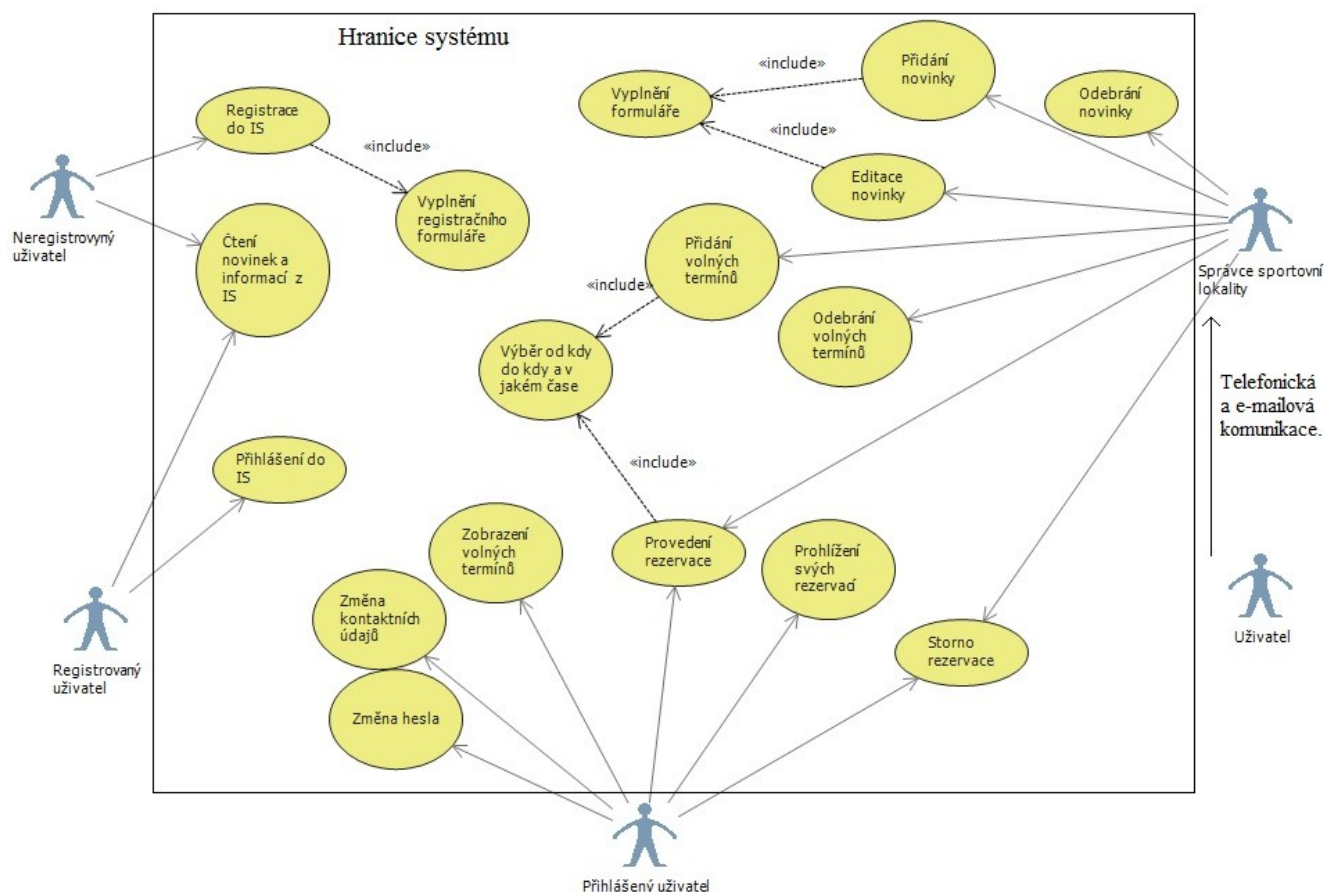 Hranice systému
«include»
Přidání
novinky
Vyplnění
formuláře
Odebrání
novinky
Registrace
do IS
«include»
«include»
Editace
novinky
Vyplnění
registračního
formuláře
Neregistrovyný
uživatel
Čtení
novinek a
informací z
IS
Přidání
volných
termínů
Správce sportovní
lokality
«include»
Odebrání
volných
termínů
Výběr od kdy
do kdy a v
jakém čase
Telefonická
a e-mailová
komunikace.
Přihlášení do
IS
«include»
Zobrazení
volných
termínů
Provedení
rezervace
Prohlížení
svých
rezervací
Změna
kontaktních
údajů
Uživatel
Storno
rezervace
Registrovaný
uživatel
Změna hesla
Přihlášený uživatel